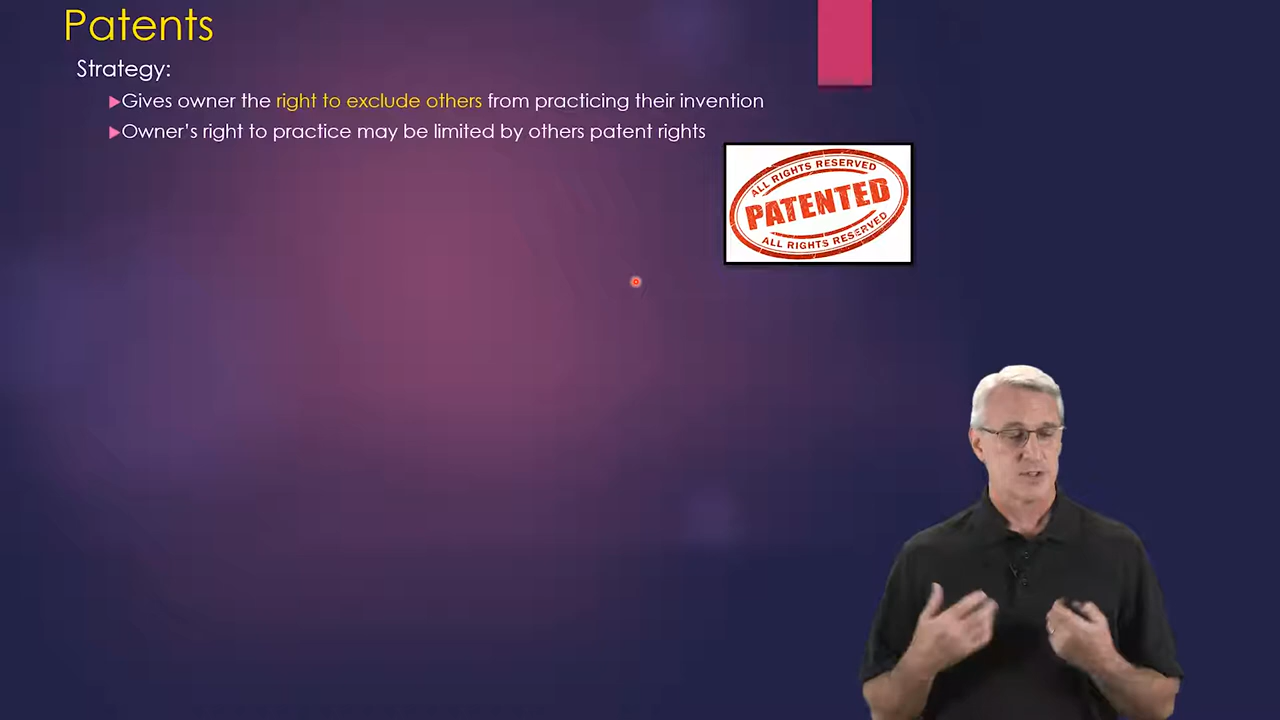 Patents
Strategy:
Gives owner the right to exclude others from practicing their invention
Owner's right to practice may be limited by others patent rights
ALL RIGHTS RESERVED
PATENTED
ALL RIGHTS RESERVED